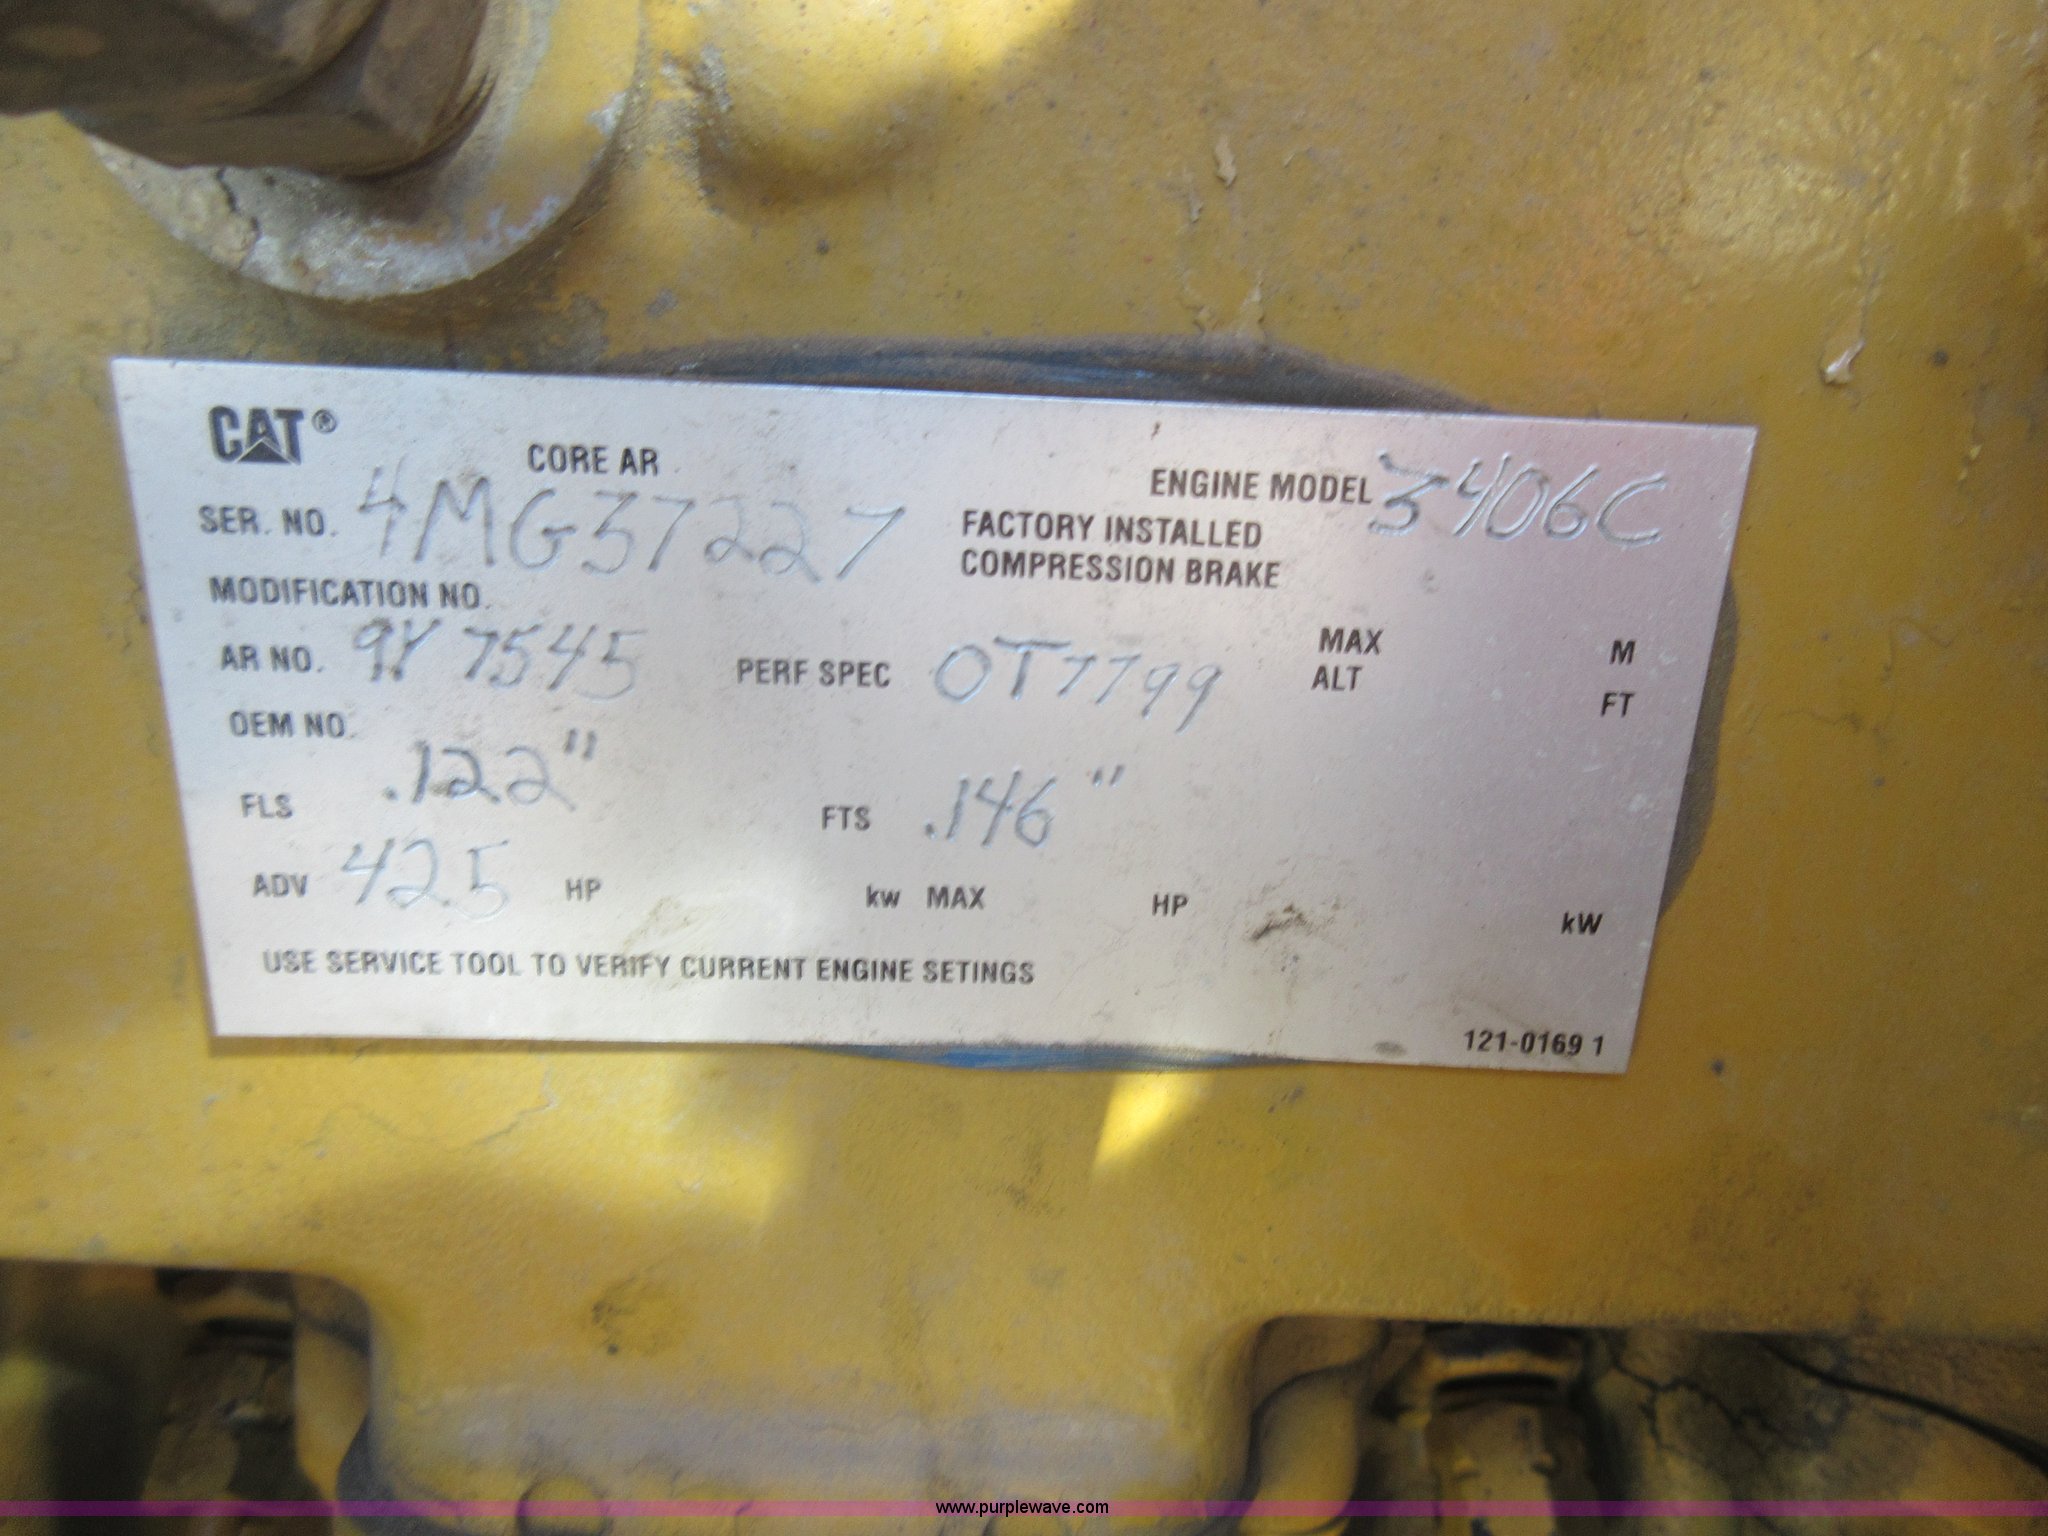 CAT®
CORE AR
ENGINE MODEL 3406C
SER. NO. 4MG37227
FACTORY INSTALLED
COMPRESSION BRAKE
MODIFICATION NO.
AR NO. 9Y7545 PERF SPEC OT7799 MAX ALT M FT
OEM NO.
FLS .122" FTS .146"
ADV 425 HP kw MAX HP kW
USE SERVICE TOOL TO VERIFY CURRENT ENGINE SETINGS
121-0169 1
www.purplewave.com